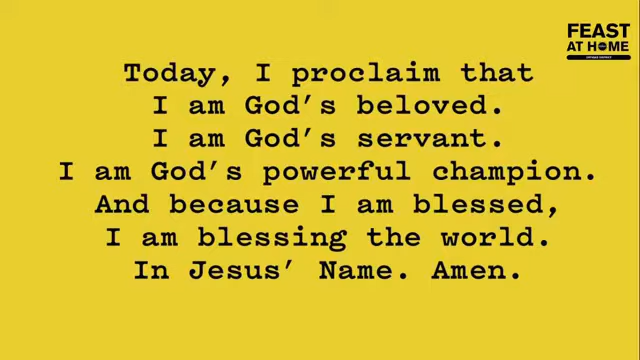 FEAST
AT HOME
Today, I proclaim that
I am God's beloved.
I am God's servant.
I am God's powerful champion.
And because I am blessed,
I am blessing the world.
In Jesus' Name. Amen.